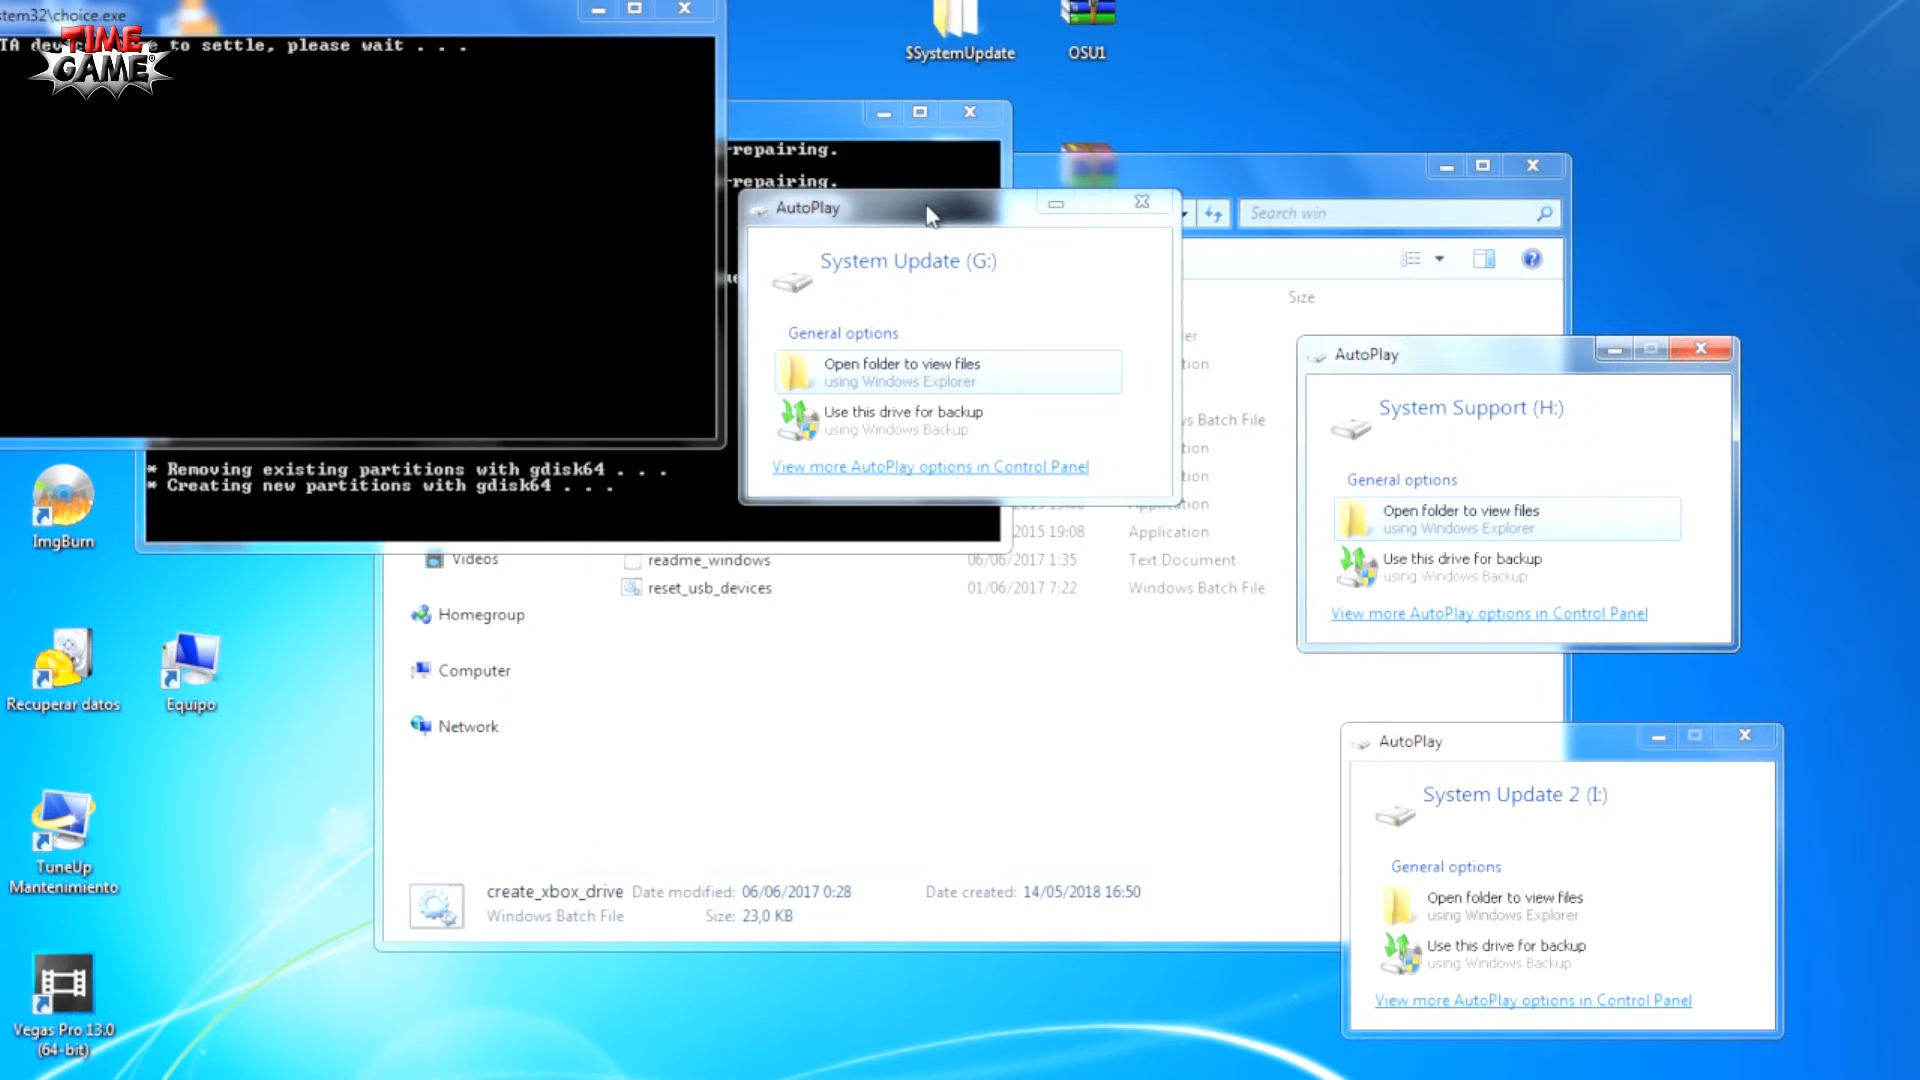 stem32\choice.exe
TA dev to settle, please wait . . .
TIME
GAME
$SystemUpdate
OSU1
-repairing.
-repairing.
AutoPlay
System Update (G:)
General options
Open folder to view files
using Windows Explorer
Use this drive for backup
using Windows Backup
View more AutoPlay options in Control Panel
* Removing existing partitions with gdisk64 . . .
* Creating new partitions with gdisk64 . . .
Search win
Size
er
tion
vs Batch File
tion
tion
tion
Application
2015 19:08 Application
Videos
readme_windows 06/06/2017 1:35 Text Document
reset_usb_devices 01/06/2017 7:22 Windows Batch File
Homegroup
Computer
Network
create_xbox_drive Date modified: 06/06/2017 0:28 Date created: 14/05/2018 16:50
Windows Batch File Size: 23,0 KB
AutoPlay
System Support (H:)
General options
Open folder to view files
using Windows Explorer
Use this drive for backup
using Windows Backup
View more AutoPlay options in Control Panel
AutoPlay
System Update 2 (I:)
General options
Open folder to view files
using Windows Explorer
Use this drive for backup
using Windows Backup
View more AutoPlay options in Control Panel
ImgBurn
Recuperar datos
Equipo
TuneUp
Mantenimiento
Vegas Pro 13.0
(64-bit)